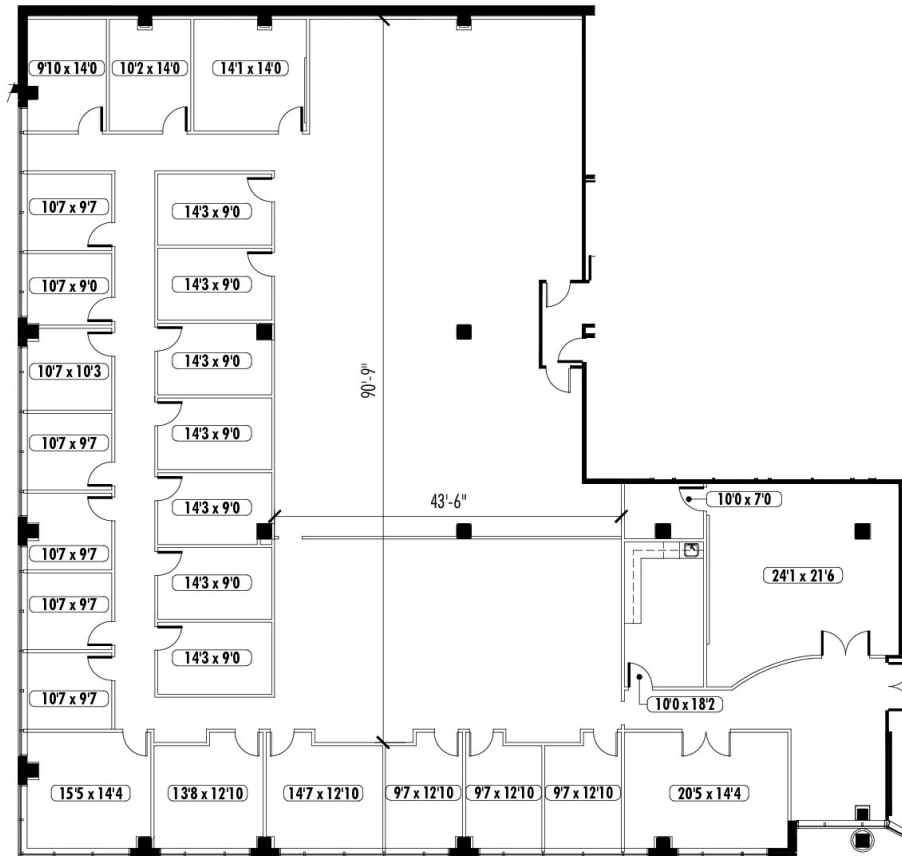 9'10 x 14'0
10'2 x 14'0
14'1 x 14'0
10'7 x 9'7
14'3 x 9'0
10'7 x 9'0
14'3 x 9'0
10'7 x 10'3
14'3 x 9'0
90'-9"
10'7 x 9'7
14'3 x 9'0
43'-6"
10'0 x 7'0
10'7 x 9'7
14'3 x 9'0
24'1 x 21'6
10'7 x 9'7
14'3 x 9'0
10'7 x 9'7
14'3 x 9'0
10'0 x 18'2
15'5 x 14'4
13'8 x 12'10
14'7 x 12'10
9'7 x 12'10
9'7 x 12'10
9'7 x 12'10
20'5 x 14'4